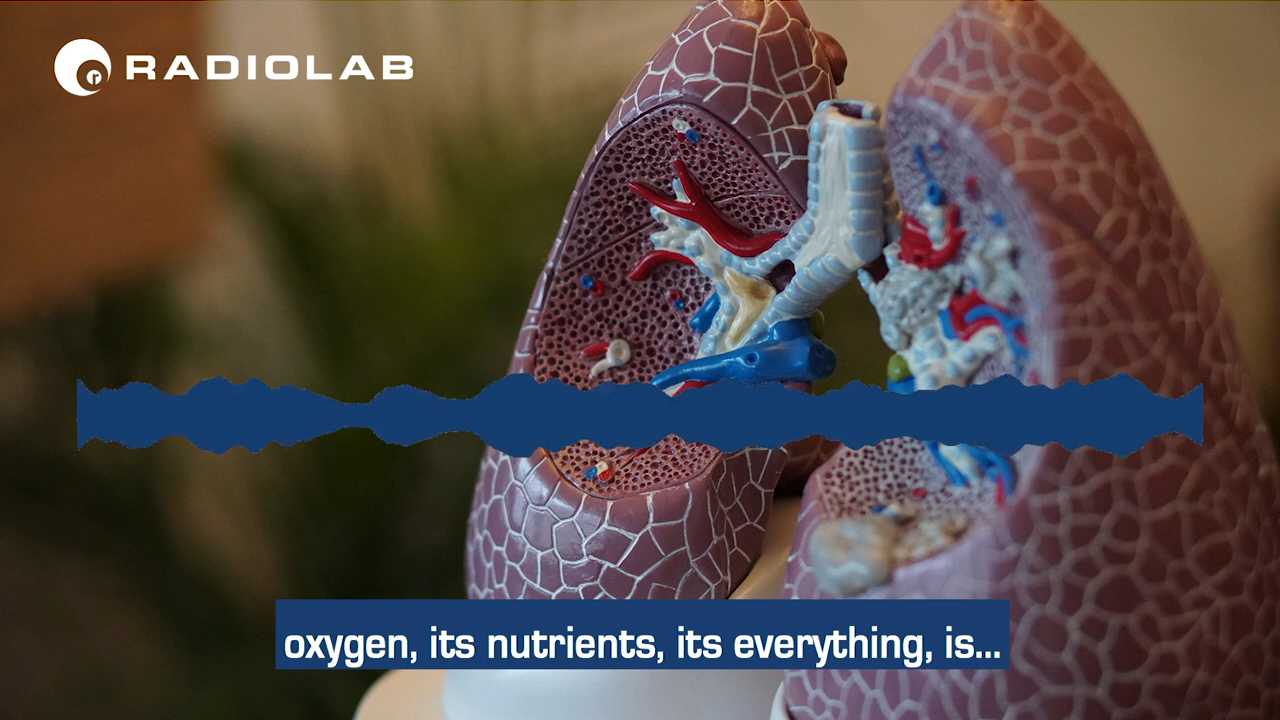 RADIOLAB
oxygen, its nutrients, its everything, is...